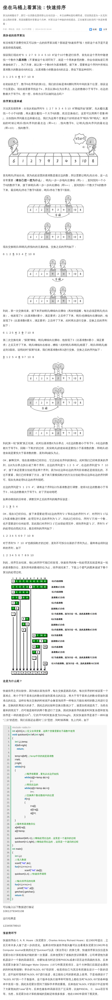 坐在马桶上看算法：快速排序
算法的精髓在于，跟它一比高数也显得那么生动活泼一。本文由啊哈磊吐槽而成，话说我还是头一次见到
这么萌的变量，简直颠覆我对变量这个兵种、对算法这个种族的传统观念。正在被算法欺负吗？快进来看
看：
作者：啊哈磊 来源：51CTO博客 | 2014-03-03 16:44 收藏 分享
高快省的排序算法
有没有既不浪费空间又可以快一点的排序算法呢？那就是“快速排序”啦！光听这个名字是不是
就觉得很高端呢。
假设我们现在对“6 1 2 7 9 3 4 5 10 8”这个10个数进行排序。首先在这个序列中随便
找一个数作为基准数（不要被这个名词吓到了，就是一个用来参照的数，待会你就知道它用
来做啥的了）。为了方便，就让第一个数6作为基准数吧。接下来，需要将这个序列中所有比
基准数大的数放在6的右边，比基准数小的数放在6的左边，类似下面这种排列：
3 1 2 5 4 6 9 7 10 8
在初始状态下，数字6在序列的第1位。我们的目标是将6挪到序列中间的某个位置，假设这
个位置是k。现在就需要寻找这个k，并且以第k位为分界点，左边的数都小于等于6，右边的
数都大于等于6。想一想，你有办法可以做到这点吗？
排序算法显神威
方法其实很简单：分别从初始序列“6 1 2 7 9 3 4 5 10 8”两端开始“探测”。先从右往左
找一个小于6的数，再从左往右找一个大于6的数，然后交换他们。这里可以用两个变量i和
j，分别指向序列最左边和最右边。我们为这两个变量起个好听的名字“哨兵i”和“哨兵j”。刚开
始的时候让哨兵i指向序列的最左边（即i=1），指向数字6。让哨兵j指向序列的最右边
（即=10），指向数字。
start
6 1 2 7 9 3 4 5 10 8
首先哨兵j开始出动。因为此处设置的基准数是最左边的数，所以需要让哨兵j先出动，这一点
非常重要（请自己想一想为什么）。哨兵j一步一步地向左挪动（即j--），直到找到一个小
于6的数停下来。接下来哨兵i再一步一步向右挪动（即i++），直到找到一个数大于6的数停
下来。最后哨兵j停在了数字5面前，哨兵i停在了数字7面前。
6 1 2 7 9 3 4 5 10 8
交换
6 1 2 5 9 3 4 7 10 8
现在交换哨兵i和哨兵j所指向的元素的值。交换之后的序列如下：
6 1 2 5 9 3 4 7 10 8
6 1 2 5 9 3 4 7 10 8
交换
6 1 2 5 4 3 9 7 10 8
到此，第一次交换结束。接下来开始哨兵j继续向左挪动（再友情提醒，每次必须是哨兵j先出
发）。他发现了4（比基准数6要小，满足要求）之后停了下来。哨兵i也继续向右挪动的，他
发现了9（比基准数6要大，满足要求）之后停了下来。此时再次进行交换，交换之后的序列
如下：
6 1 2 5 4 3 9 7 10 8
第二次交换结束，“探测”继续。哨兵j继续向左挪动，他发现了3（比基准数6要小，满足要
求）之后又停了下来。哨兵i继续向右移动，糟啦！此时哨兵i和哨兵j相遇了，哨兵i和哨兵j都
走到3面前。说明此时“探测”结束。我们将基准数6和3进行交换。交换之后的序列如下：
3 1 2 5 4 6 9 7 10 8
6 1 2 5 4 3 9 7 10 8
6 1 2 5 4 3 9 7 10 8
交换
3 1 2 5 4 6 9 7 10 8
到此第一轮“探测”真正结束。此时以基准数6为分界点，6左边的数都小于等于6，6右边的数
都大于等于6。回顾一下刚才的过程，其实哨兵j的使命就是要找小于基准数的数，而哨兵i的
使命就是要找大于基准数的数，直到i和j碰头为止。
OK，解释完毕。现在基准数6已经归位，它正好处在序列的第6位。此时我们已经将原来的序
列，以6为分界点拆分成了两个序列，左边的序列是“3 1 2 5 4”，右边的序列是“9 7 10
8”。接下来还需要分别处理这两个序列。因为6左边和右边的序列目前都还是很混乱的。不
过不要紧，我们已经掌握了方法，接下来只要模拟刚才的方法分别处理6左边和右边的序列即
可。现在先来处理6左边的序列现吧。
左边的序列是“3 1 2 5 4”。请将这个序列以3为基准数进行调整，使得3左边的数都小于等
于3，3右边的数都大于等于3。好了开始动笔吧
如果你模拟的没有错，调整完毕之后的序列的顺序应该是：
2 1 3 5 4
OK，现在3已经归位。接下来需要处理3左边的序列“2 1”和右边的序列“5 4”。对序列“2 1”以
2为基准数进行调整，处理完毕之后的序列为“1 2”，到此2已经归位。序列“1”只有一个数，
也不需要进行任何处理。至此我们对序列“2 1”已全部处理完毕，得到序列是“1 2”。序列“5 4”
的处理也仿照此方法，最后得到的序列如下：
1 2 3 4 5 6 9 7 10 8
对于序列“9 7 10 8”也模拟刚才的过程，直到不可拆分出新的子序列为止。最终将会得到这
样的序列，如下
1 2 3 4 5 6 7 8 9 10
到此，排序完全结束。细心的同学可能已经发现，快速排序的每一轮处理其实就是将这一轮
的基准数归位，直到所有的数都归位为止，排序就结束了。下面上个霸气的图来描述下整个
算法的处理过程。
1 2 3 4 5 6 7 8 9 10
6 1 2 7 9 3 4 5 10 8 以6为基准数
3 1 2 5 4 6 9 7 10 8 基准数6已归位
3 1 2 5 4 以3为基准数
2 1 3 5 4 基准数3已归位
2 1 以2为基准数
1 2 基准数2已归位
1 以1为基准数，因为只有一位，因此基准数1已归位
5 4 以5为基准数
4 5 基准数5已归位
4 以4为基准数，因为只有一位，因此基准数4已归位
9 7 10 8 以9为基准数
8 7 9 10 基准数9已归位
8 7 10 以8为基准数
7 8 基准数8已归位
7 以7为基准数，因为只有一位，因此基准数7已归位
10 以10为基准数，因为只有一位，因此基准数10已归位
1 2 3 4 5 6 7 8 9 10
这是为什么呢？
快速排序之所比较快，因为相比冒泡排序，每次交换是跳跃式的。每次排序的时候设置一个
基准点，将小于等于基准点的数全部放到基准点的左边，将大于等于基准点的数全部放到基
准点的右边。这样在每次交换的时候就不会像冒泡排序一样每次只能在相邻的数之间进行交
换，交换的距离就大的多了。因此总的比较和交换次数就少了，速度自然就提高了。当然在
最坏的情况下，仍可能是相邻的两个数进行了交换。因此快速排序的最差时间复杂度和冒泡
排序是一样的都是O(N2)，它的平均时间复杂度为O(NlogN)。其实快速排序是基于一种叫做
“二分”的思想。我们后面还会遇到“二分”思想，到时候再聊。先上代码，如下
1. #include <stdio.h>
2. int a[101],n;//定义全局变量，这两个变量需要在子函数中使用
3. void quicksort(int left,int right)
4. {
5. int i,j,t,temp;
6. if(left>right)
7. return;
8.
9. temp=a[left]; //temp中存的就是基准数
10. i=left;
11. j=right;
12. while(i!=j)
13. {
14. //顺序很重要，要先从右边开始找
15. while(a[j]>=temp && i<j)
16. j--;
17. //再找右边的
18. while(a[i]<=temp && i<j)
19. i++;
20. //交换两个数在数组中的位置
21. if(i<j)
22. {
23. t=a[i];
24. a[i]=a[j];
25. a[j]=t;
26. }
27. }
28. //最终将基准数归位
29. a[left]=a[i];
30. a[i]=temp;
31.
32. quicksort(left,i-1);//继续处理左边的，这里是一个递归的过程
33. quicksort(i+1,right);//继续处理右边的 ，这里是一个递归的过程
34. }
35. int main()
36. {
37. int i,j,t;
38. //读入数据
39. scanf("%d",&n);
40. for(i=1;i<=n;i++)
41. scanf("%d",&a[i]);
42. quicksort(1,n); //快速排序调用
43.
44. //输出排序后的结果
45. for(i=1;i<=n;i++)
46. printf("%d ",a[i]);
47. getchar();getchar();
48. return 0;
49. }
可以输入以下数据进行验证
1061279345108
运行结果是
12345678910
涨姿势环节
快速排序由 C. A. R. Hoare（东尼霍尔，Charles Antony Richard Hoare）在1960年提出，之
后又有许多人做了进一步的优化。如果你对快速排序感兴趣可以去看看东尼霍尔1962年在
Computer Journal发表的论文“Quicksort”以及《算法导论》的第七章。快速排序算法仅仅是东
尼霍尔在计算机领域才能的第一次显露，后来他受到了老板的赏识和重用，公司希望他为新
机器设计一个新的高级语言。你要知道当时还没有PASCAL或者C语言这些高级的东东。后来
东尼霍尔参加了由Edsger Wybe Dijkstra（1972年图灵奖得主，这个大神我们后面还会遇到
的到时候再细聊）举办的“ALGOL 60”培训班，他觉得自己与其没有把握去设计一个新的语
言，还不如对现有的“ALGOL 60”进行改进，使之能在公司的新机器上使用。于是他便设计了
“ALGOL 60”的一个子集版本。这个版本在执行效率和可靠性上都在当时“ALGOL 60”的各种版
本中首屈一指，因此东尼霍尔受到了国际学术界的重视。后来他在“ALGOL X”的设计中还发明
了大家熟知的“case”语句，后来也被各种高级语言广泛采用，比如PASCAL、C、Java语言等
等。当然，东尼霍尔在计算机领域的贡献还有很多很多，他在1980年获得了图灵奖。